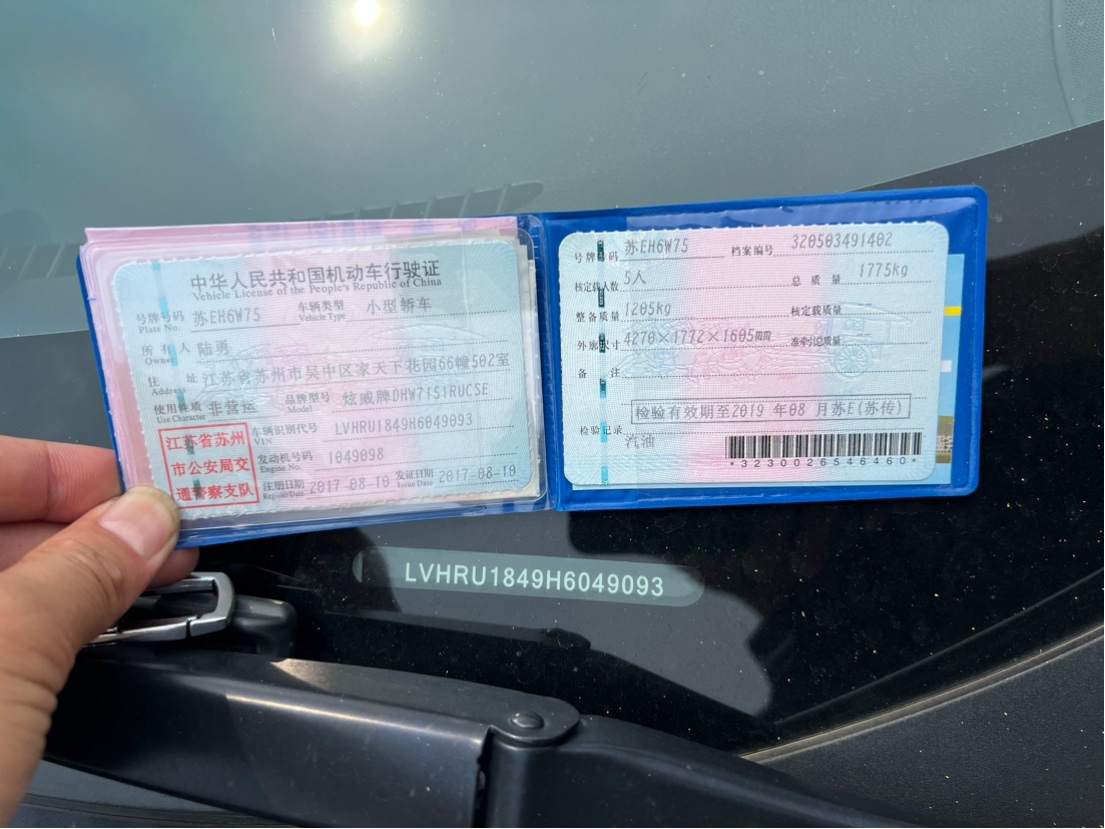 中华人民共和国机动车行驶证
Vehicle License of the People's Republic of China
号牌号码 苏EH6W75 车辆类型 小型轿车
Plate No. Vehicle Type
所有人 陆勇
Owner
住址 江苏省苏州市吴中区家天下花园66幢502室
Address
使用性质 非营运 品牌型号 炫威牌DHW7151RUCSE
Use Character Model
车辆识别代号 LVHRU1849H6049093
VIN
发动机号码 1049098
Engine No.
注册日期 2017-08-10 发证日期 2017-08-10
Register Date Issue Date
江苏省苏州
市公安局交
通警察支队
号牌号码 苏EH6W75 档案编号 320503491402
核定载人数 5人 总质量 1775kg
整备质量 1205kg 核定载质量
外廓尺寸 4270×1772×1605mm 准牵引总质量
备注
检验有效期至2019 年08 月苏E(苏传)
检验记录
汽油
*3230026546460*
LVHRU1849H6049093